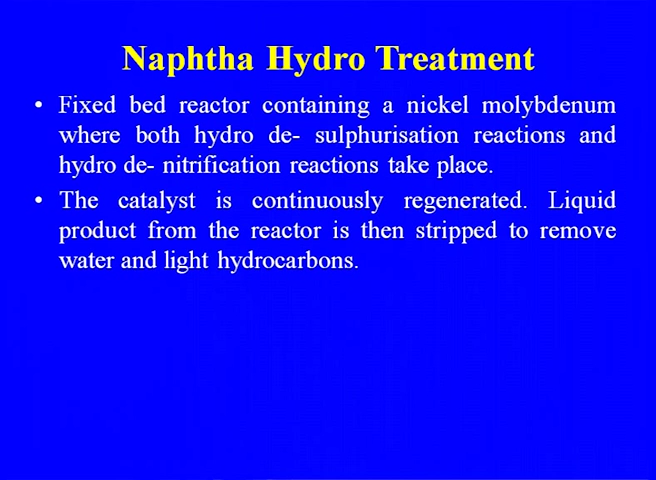 Naphtha Hydro Treatment
• Fixed bed reactor containing a nickel molybdenum
where both hydro de- sulphurisation reactions and
hydro de- nitrification reactions take place.
• The catalyst is continuously regenerated. Liquid
product from the reactor is then stripped to remove
water and light hydrocarbons.